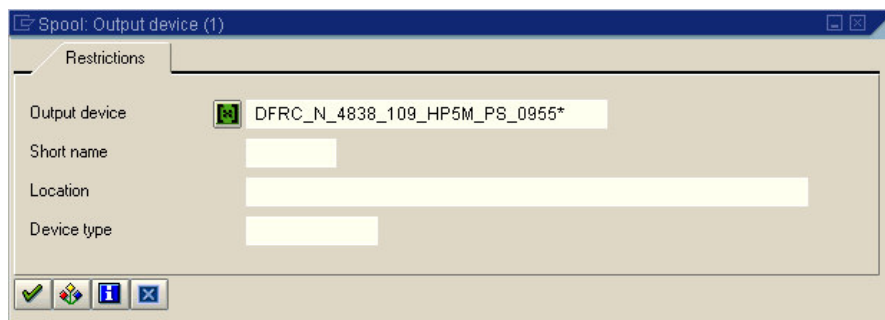 Spool: Output device (1)
Restrictions
Output device DFRC_N_4838_109_HP5M_PS_0955*
Short name
Location
Device type